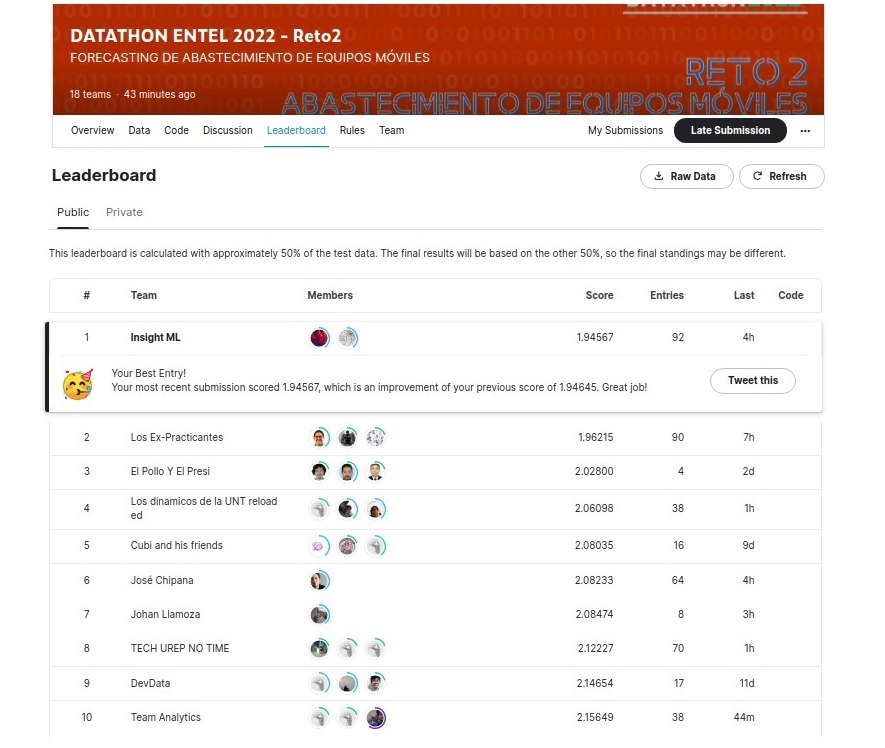 DATATHON ENTEL 2022 - Reto2
FORECASTING DE ABASTECIMIENTO DE EQUIPOS MÓVILES
18 teams · 43 minutes ago
RETO 2
ABASTECIMIENTO DE EQUIPOS MÓVILES
Overview Data Code Discussion Leaderboard Rules Team My Submissions Late Submission ...
Leaderboard Raw Data Refresh
Public Private
This leaderboard is calculated with approximately 50% of the test data. The final results will be based on the other 50%, so the final standings may be different.
# Team Members Score Entries Last Code
1 Insight ML 1.94567 92 4h
Your Best Entry!
Your most recent submission scored 1.94567, which is an improvement of your previous score of 1.94645. Great job!
Tweet this
2 Los Ex-Practicantes 1.96215 90 7h
3 El Pollo Y El Presi 2.02800 4 2d
4 Los dinamicos de la UNT reload
ed 2.06098 38 1h
5 Cubi and his friends 2.08035 16 9d
6 José Chipana 2.08233 64 4h
7 Johan Llamoza 2.08474 8 3h
8 TECH UREP NO TIME 2.12227 70 1h
9 DevData 2.14654 17 11d
10 Team Analytics 2.15649 38 44m